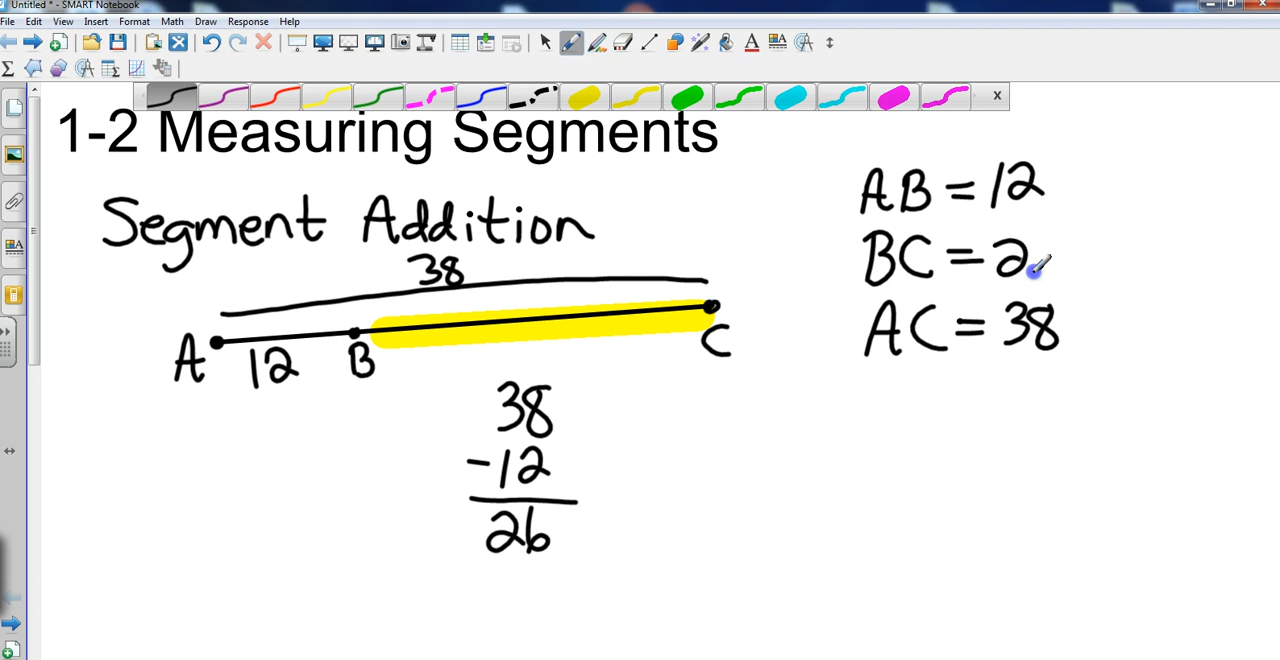 Untitled * - SMART Notebook
File Edit View Insert Format Math Draw Response Help
1-2 Measuring Segments
Segment Addition
38
A 12 B C
38
-12
26
AB = 12
BC = 2
AC = 38